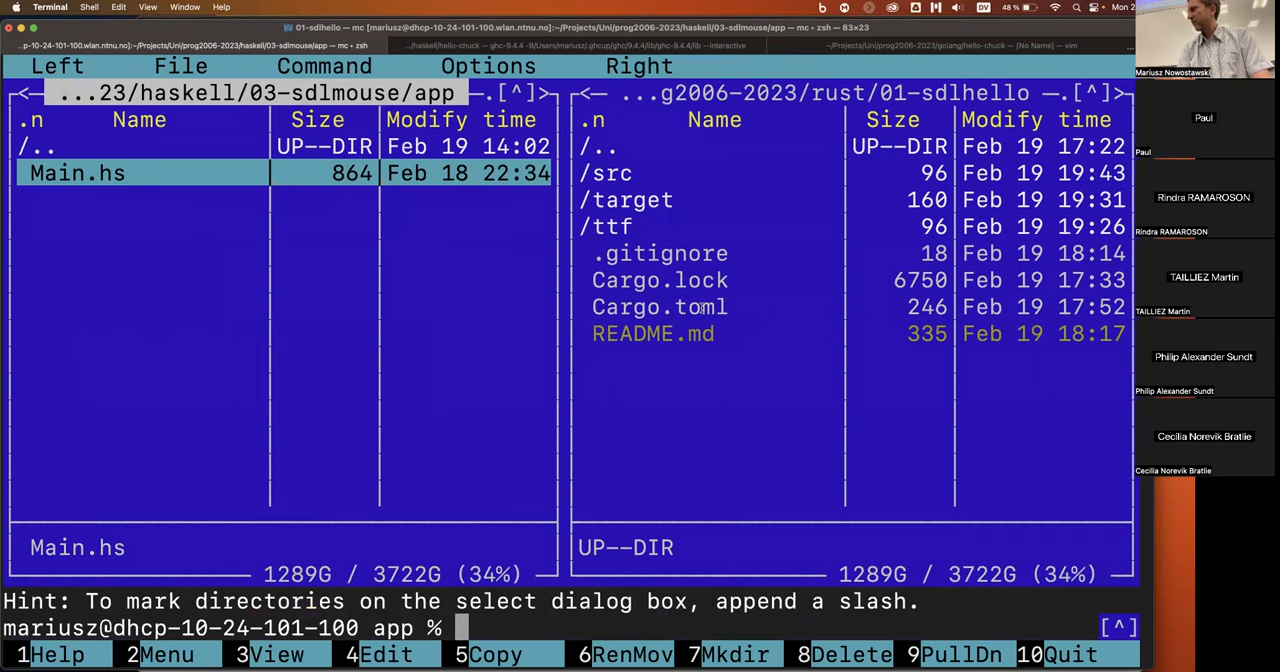 Terminal Shell Edit View Window Help
DV 48 % Mon 2
01-sdlhello — mc [mariusz@dhcp-10-24-101-100.wlan.ntnu.no]:~/Projects/Uni/prog2006-2023/haskell/03-sdlmouse/app — mc • zsh — 83×23
...p-10-24-101-100.wlan.ntnu.no]:~/Projects/Uni/prog2006-2023/haskell/03-sdlmouse/app — mc • zsh
.../haskell/hello-chuck — ghc-9.4.4 -B/Users/mariusz/.ghcup/ghc/9.4.4/lib/ghc-9.4.4/lib --interactive
~/Projects/Uni/prog2006-2023/golang/hello-chuck — [No Name] — vim
Left File Command Options Right
<— ...23/haskell/03-sdlmouse/app —.[^]>
.n Name Size Modify time
/.. UP--DIR Feb 19 14:02
Main.hs 864 Feb 18 22:34
Main.hs
1289G / 3722G (34%)
<— ...g2006-2023/rust/01-sdlhello —.[^]>
.n Name Size Modify time
/.. UP--DIR Feb 19 17:22
/src 96 Feb 19 19:43
/target 160 Feb 19 19:31
/ttf 96 Feb 19 19:26
.gitignore 18 Feb 19 18:14
Cargo.lock 6750 Feb 19 17:33
Cargo.toml 246 Feb 19 17:52
README.md 335 Feb 19 18:17
UP--DIR
1289G / 3722G (34%)
Hint: To mark directories on the select dialog box, append a slash.
mariusz@dhcp-10-24-101-100 app % [^]
1Help 2Menu 3View 4Edit 5Copy 6RenMov 7Mkdir 8Delete 9PullDn 10Quit
Mariusz Nowostawski
Paul
Paul
Rindra RAMAROSON
Rindra RAMAROSON
TAILLIEZ Martin
TAILLIEZ Martin
Philip Alexander Sundt
Philip Alexander Sundt
Cecilia Norevik Bratlie
Cecilia Norevik Bratlie